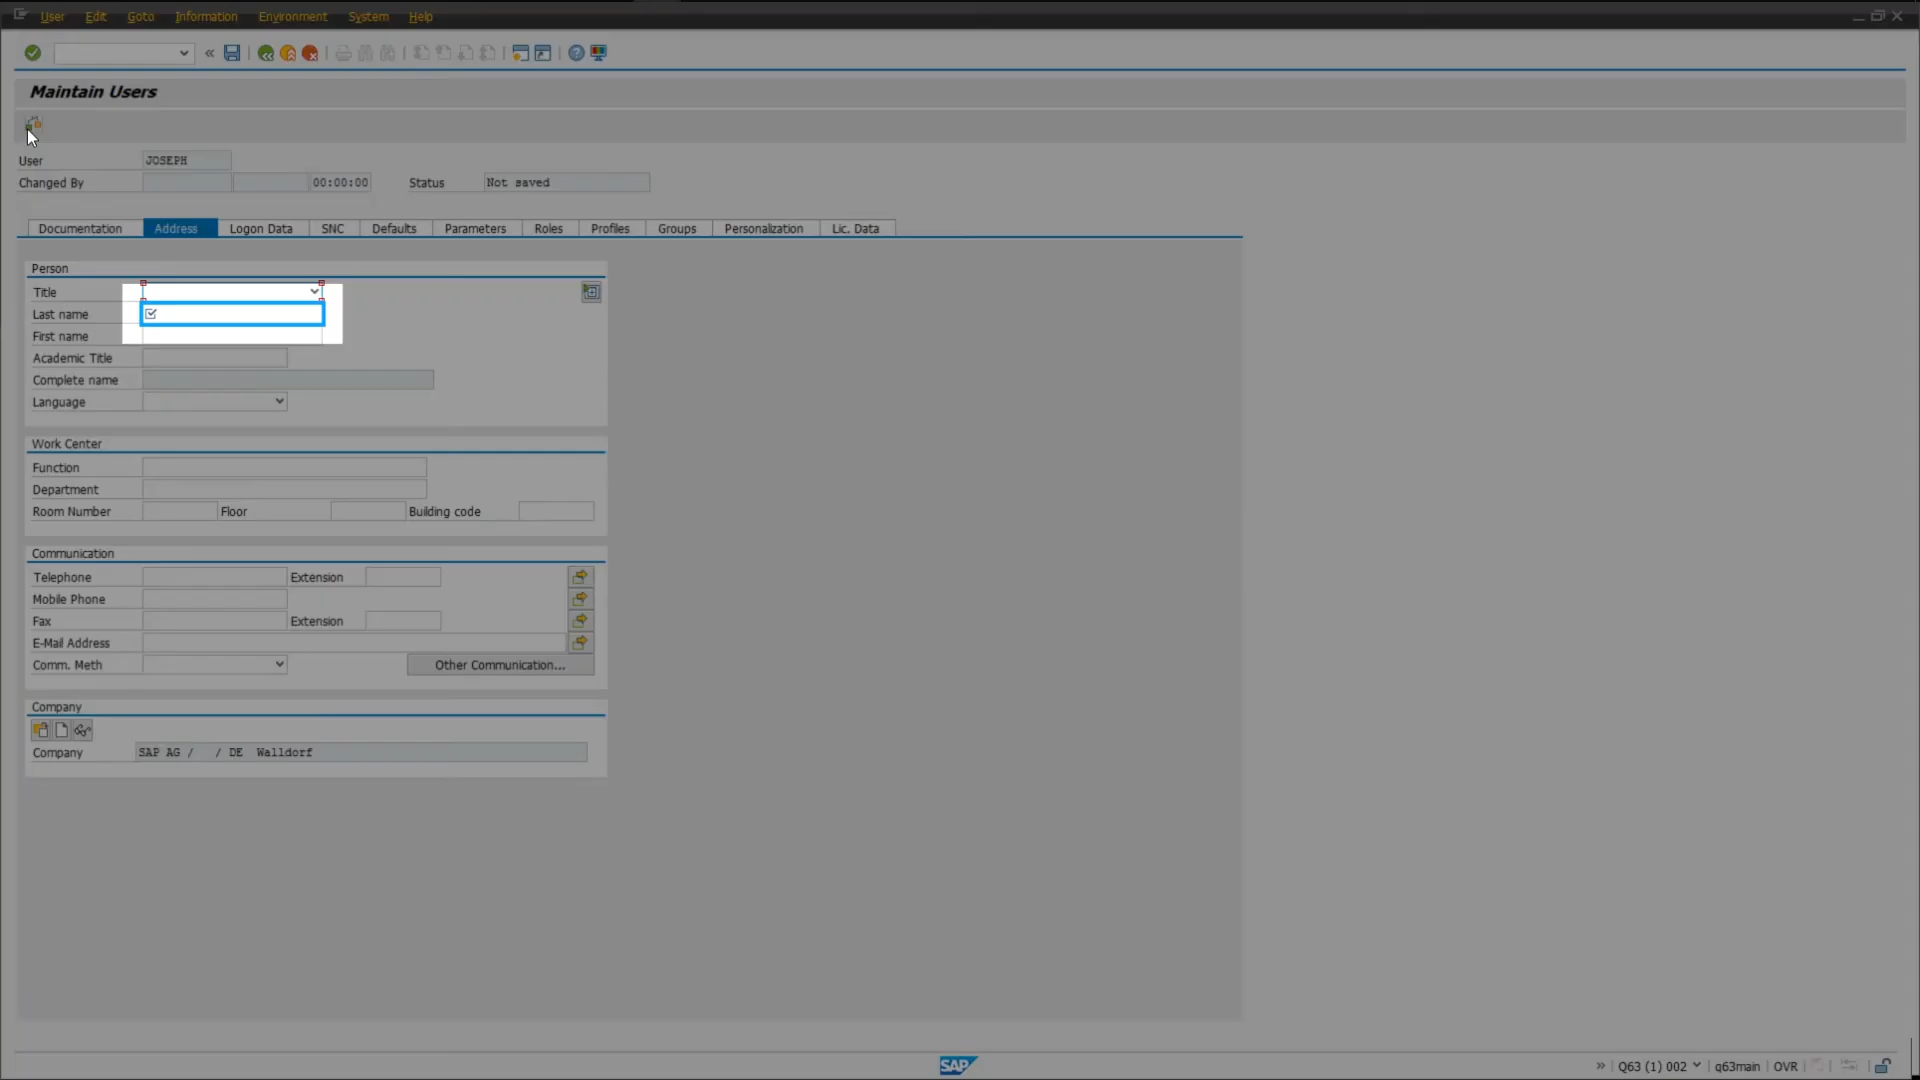 User Edit Goto Information Environment System Help
Maintain Users
User JOSEPH
Changed By 00:00:00 Status Not saved
Documentation Address Logon Data SNC Defaults Parameters Roles Profiles Groups Personalization Lic. Data
Person
Title
Last name
First name
Academic Title
Complete name
Language
Work Center
Function
Department
Room Number Floor Building code
Communication
Telephone Extension
Mobile Phone
Fax Extension
E-Mail Address
Comm. Meth Other Communication...
Company
Company SAP AG / / DE Walldorf
SAP » Q63 (1) 002 q63main OVR